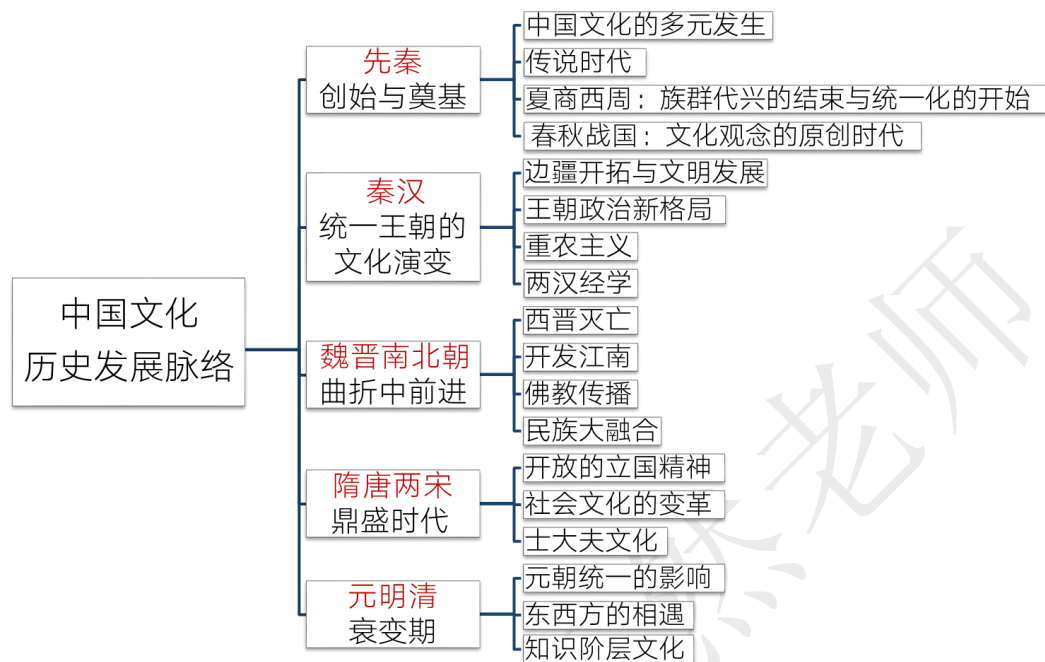 中国文化
历史发展脉络
先秦
创始与奠基
中国文化的多元发生
传说时代
夏商西周：族群代兴的结束与统一化的开始
春秋战国：文化观念的原创时代
秦汉
统一王朝的
文化演变
边疆开拓与文明发展
王朝政治新格局
重农主义
两汉经学
魏晋南北朝
曲折中前进
西晋灭亡
开发江南
佛教传播
民族大融合
隋唐两宋
鼎盛时代
开放的立国精神
社会文化的变革
士大夫文化
元明清
衰变期
元朝统一的影响
东西方的相遇
知识阶层文化
熊老师